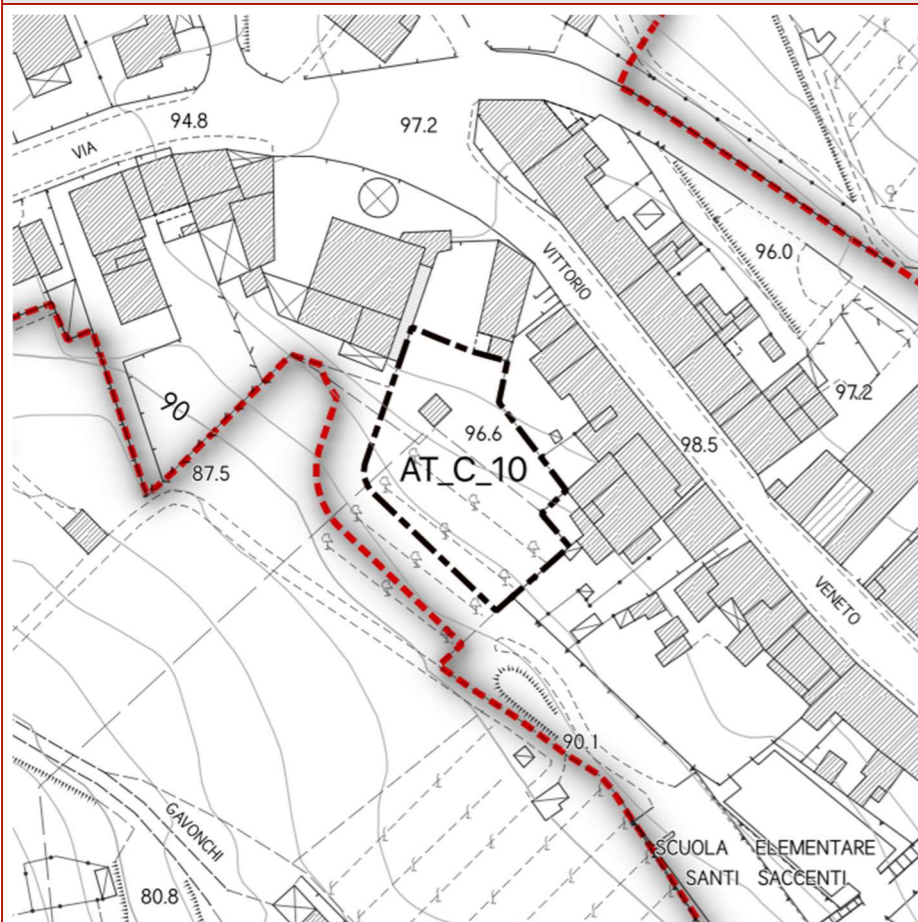 94.8
97.2
VIA
VITTORIO
96.0
90
97.2
96.6
98.5
87.5
AT_C_10
VENETO
90.1
GAVONCHI
SCUOLA ELEMENTARE
SANTI SACCENTI
80.8